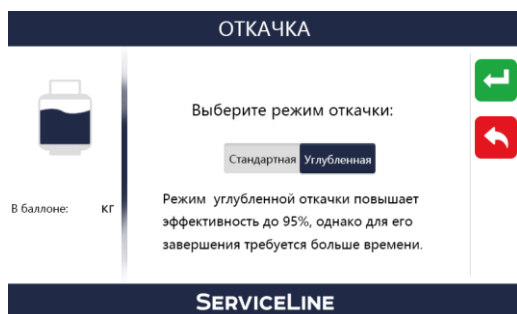 ОТКАЧКА
Выберите режим откачки:
Стандартная Углубленная
В баллоне: кг
Режим углубленной откачки повышает
эффективность до 95%, однако для его
завершения требуется больше времени.
SERVICELINE